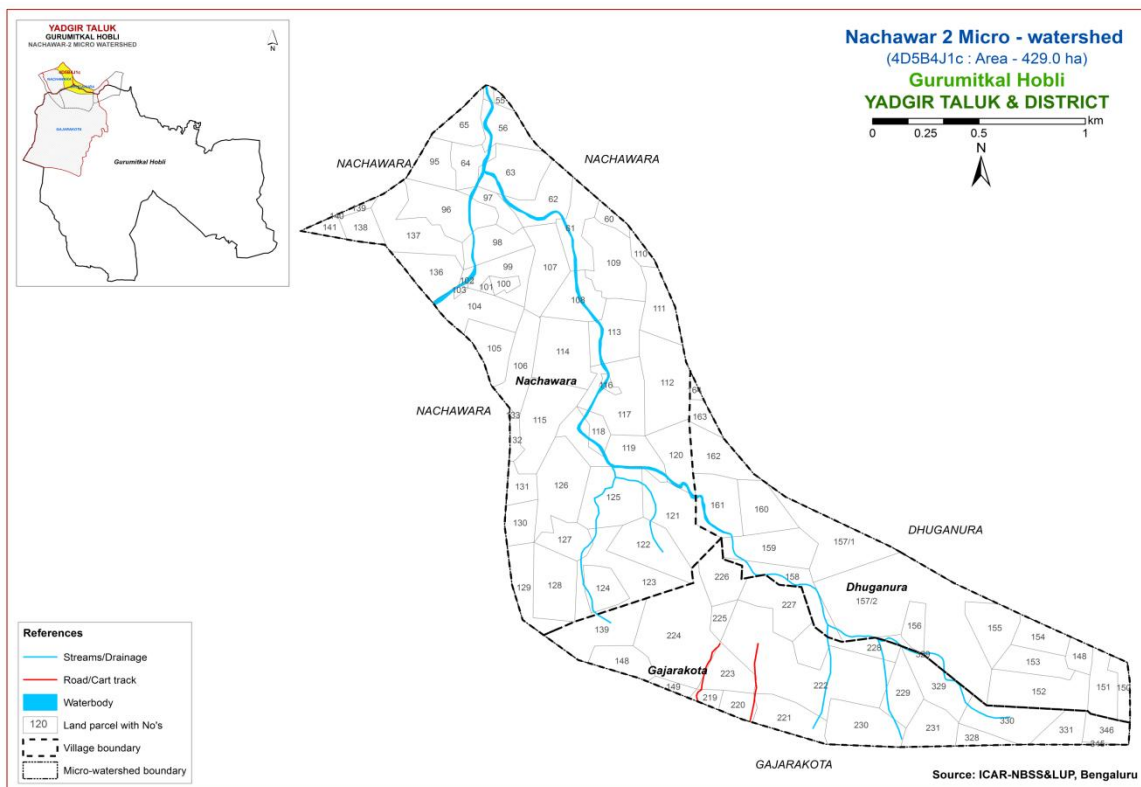 YADGIR TALUK
GURUMITKAL HOBLI
NACHAWAR-2 MICRO WATERSHED
N
NACHAWARA
GAJARAKOTA
Gurumitkal Hobli
Nachawar 2 Micro - watershed
(4D5B4J1c : Area - 429.0 ha)
Gurumitkal Hobli
YADGIR TALUK & DISTRICT
km
0 0.25 0.5 1
N
55
65 56
NACHAWARA NACHAWARA
95 64 63
97 62
139 96 60
140
141 138 137 61
98 110
99 107 109
136 102 101 100
103 108 111
104
113
105 114
106 112
Nachawara 116 64
NACHAWARA 133 115 117 163
32 118
119 120 162
131 126 125
161 160
130 121 DHUGANURA
127 122 159 157/1
129 128 124 123 226 158 Dhuganura
157/2
139 225 227 156 155
224 154
228 329 148
148 Gajarakota 223 153
149 222 229 329 152 151 150
219 220 221 230 231 330
328 331 346
345
GAJARAKOTA
References
Streams/Drainage
Road/Cart track
Waterbody
120 Land parcel with No's
Village boundary
Micro-watershed boundary
Source: ICAR-NBSS&LUP, Bengaluru